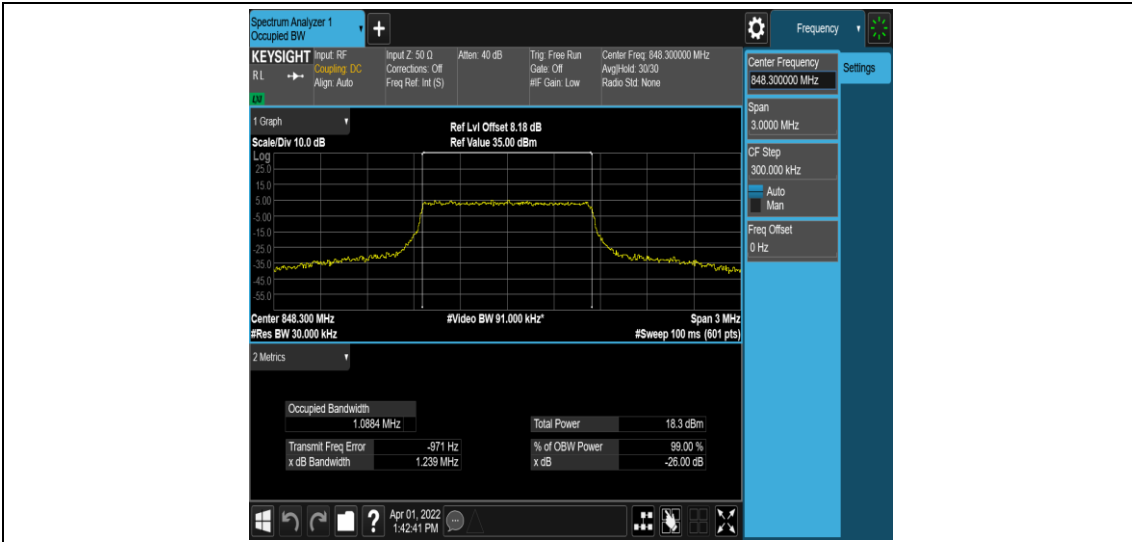 Spectrum Analyzer 1
Occupied BW
+
Frequency
KEYSIGHT
RL
LNI
Input: RF
Coupling: DC
Align: Auto
Input Z: 50 Ω
Corrections: Off
Freq Ref: Int (S)
Atten: 40 dB
Trig: Free Run
Gate: Off
#IF Gain: Low
Center Freq: 848.300000 MHz
Avg|Hold: 30/30
Radio Std: None
Center Frequency
848.300000 MHz
Settings
Span
3.0000 MHz
CF Step
300.000 kHz
Auto
Man
Freq Offset
0 Hz
1 Graph
Ref Lvl Offset 8.18 dB
Scale/Div 10.0 dB
Ref Value 35.00 dBm
Log
25.0
15.0
5.00
-5.00
-15.0
-25.0
-35.0
-45.0
-55.0
Center 848.300 MHz
#Video BW 91.000 kHz*
Span 3 MHz
#Res BW 30.000 kHz
#Sweep 100 ms (601 pts)
2 Metrics
Occupied Bandwidth
1.0884 MHz
Total Power 18.3 dBm
Transmit Freq Error -971 Hz
% of OBW Power 99.00 %
x dB Bandwidth 1.239 MHz
x dB -26.00 dB
?
Apr 01, 2022
1:42:41 PM